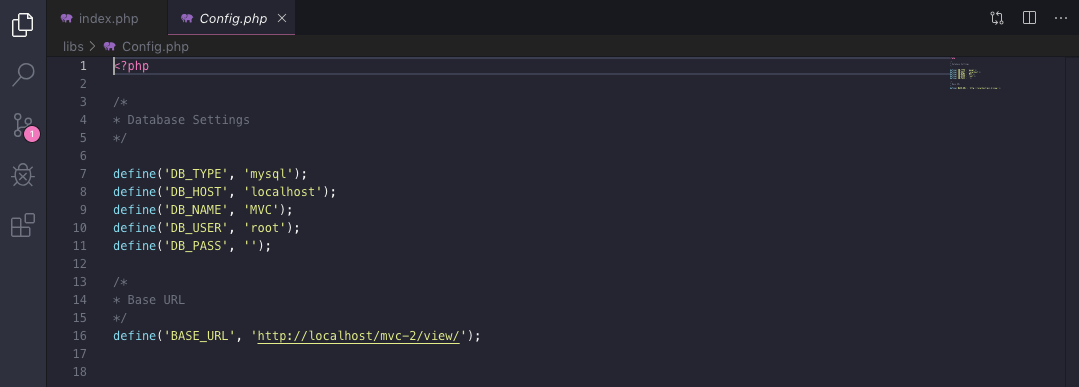 index.php
Config.php
libs > Config.php
1 <?php
2
3 /*
4 * Database Settings
5 */
6
7 define('DB_TYPE', 'mysql');
8 define('DB_HOST', 'localhost');
9 define('DB_NAME', 'MVC');
10 define('DB_USER', 'root');
11 define('DB_PASS', '');
12
13 /*
14 * Base URL
15 */
16 define('BASE_URL', 'http://localhost/mvc-2/view/');
17
18
1